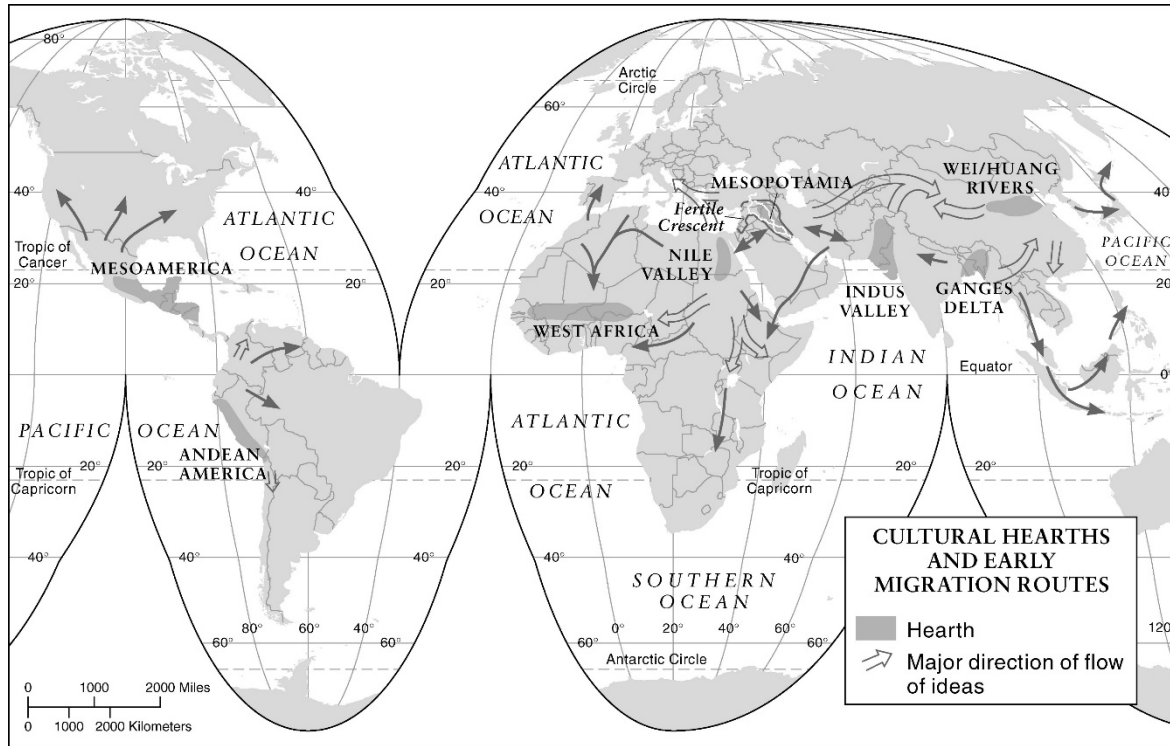 80°
Arctic
Circle
60°
60°
60°
ATLANTIC
OCEAN
WEI/HUANG
RIVERS
MESOPOTAMIA
40°
40°
40°
40°
40°
ATLANTIC
OCEAN
Fertile
Crescent
Tropic of
Cancer
MESOAMERICA
NILE
VALLEY
PACIFIC
OCEAN
20°
20°
20°
20°
INDUS
VALLEY
GANGES
DELTA
WEST AFRICA
INDIAN
OCEAN
Equator
0°
ATLANTIC
OCEAN
PACIFIC
OCEAN
ANDEAN
AMERICA
Tropic of
Capricorn
20°
20°
20°
20°
20°
Tropic of
Capricorn
40°
40°
40°
40°
SOUTHERN
OCEAN
80°
60°
40°
60°
60°
0°
20°
40°
60°
60°
120°
Antarctic Circle
CULTURAL HEARTHS
AND EARLY
MIGRATION ROUTES
Hearth
Major direction of flow
of ideas
0 1000 2000 Miles
0 1000 2000 Kilometers